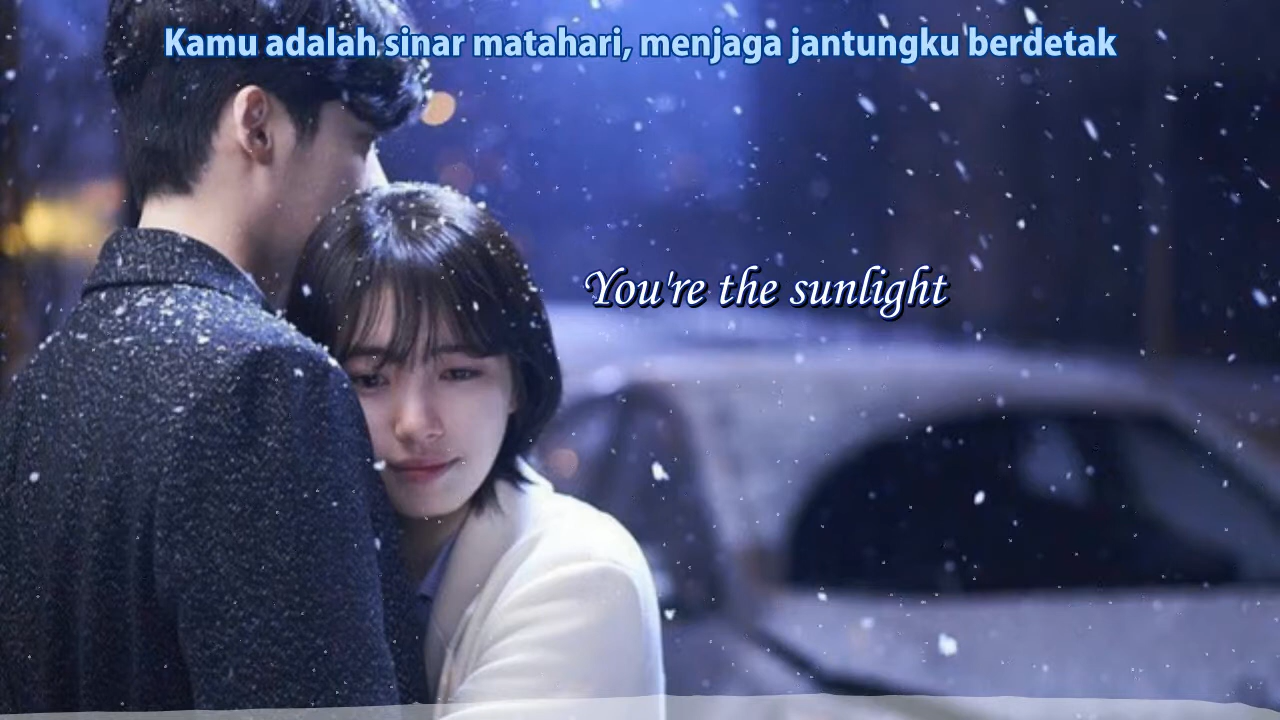 Kamu adalah sinar matahari, menjaga jantungku berdetak
You're the sunlight